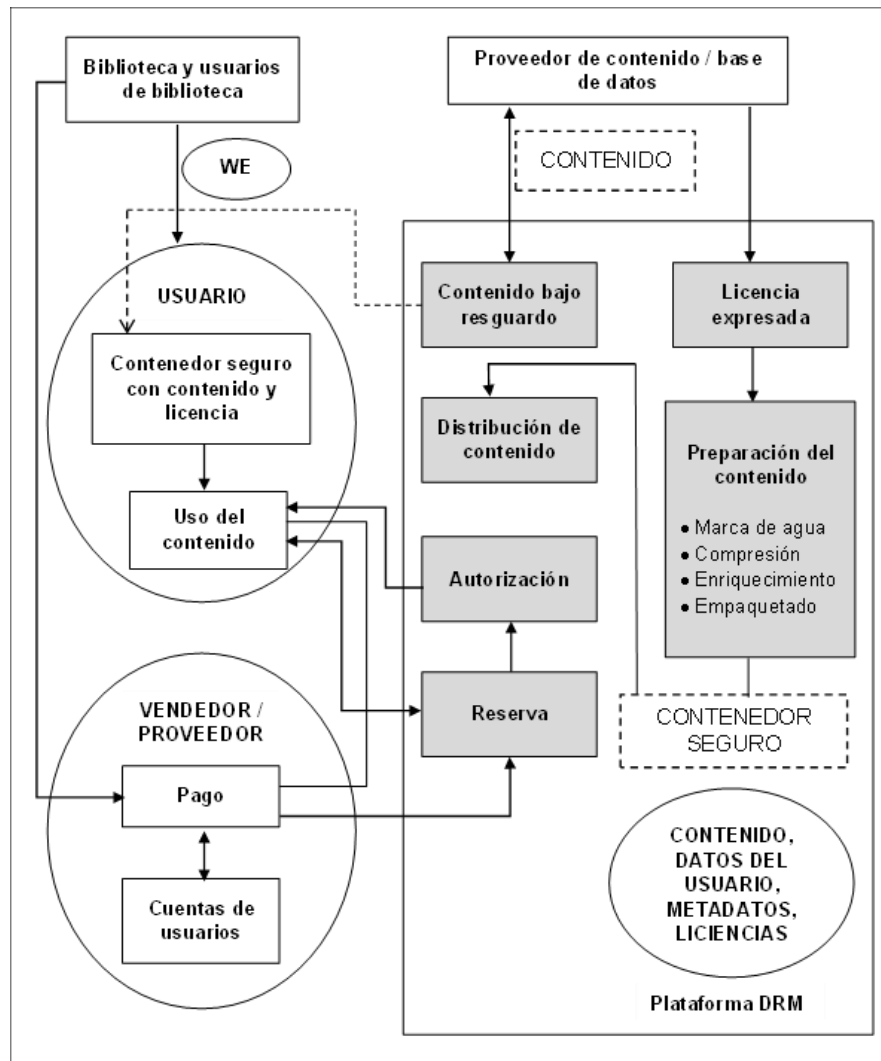 Biblioteca y usuarios
de biblioteca
Proveedor de contenido / base
de datos
WE
CONTENIDO
USUARIO
Contenido bajo
resguardo
Licencia
expresada
Contenedor seguro
con contenido y
licencia
Distribución de
contenido
Preparación del
contenido
● Marca de agua
● Compresión
● Enriquecimiento
● Empaquetado
Uso del
contenido
Autorización
VENDEDOR /
PROVEEDOR
Reserva
CONTENEDOR
SEGURO
Pago
Cuentas de
usuarios
CONTENIDO,
DATOS DEL
USUARIO,
METADATOS,
LICIENCIAS
Plataforma DRM